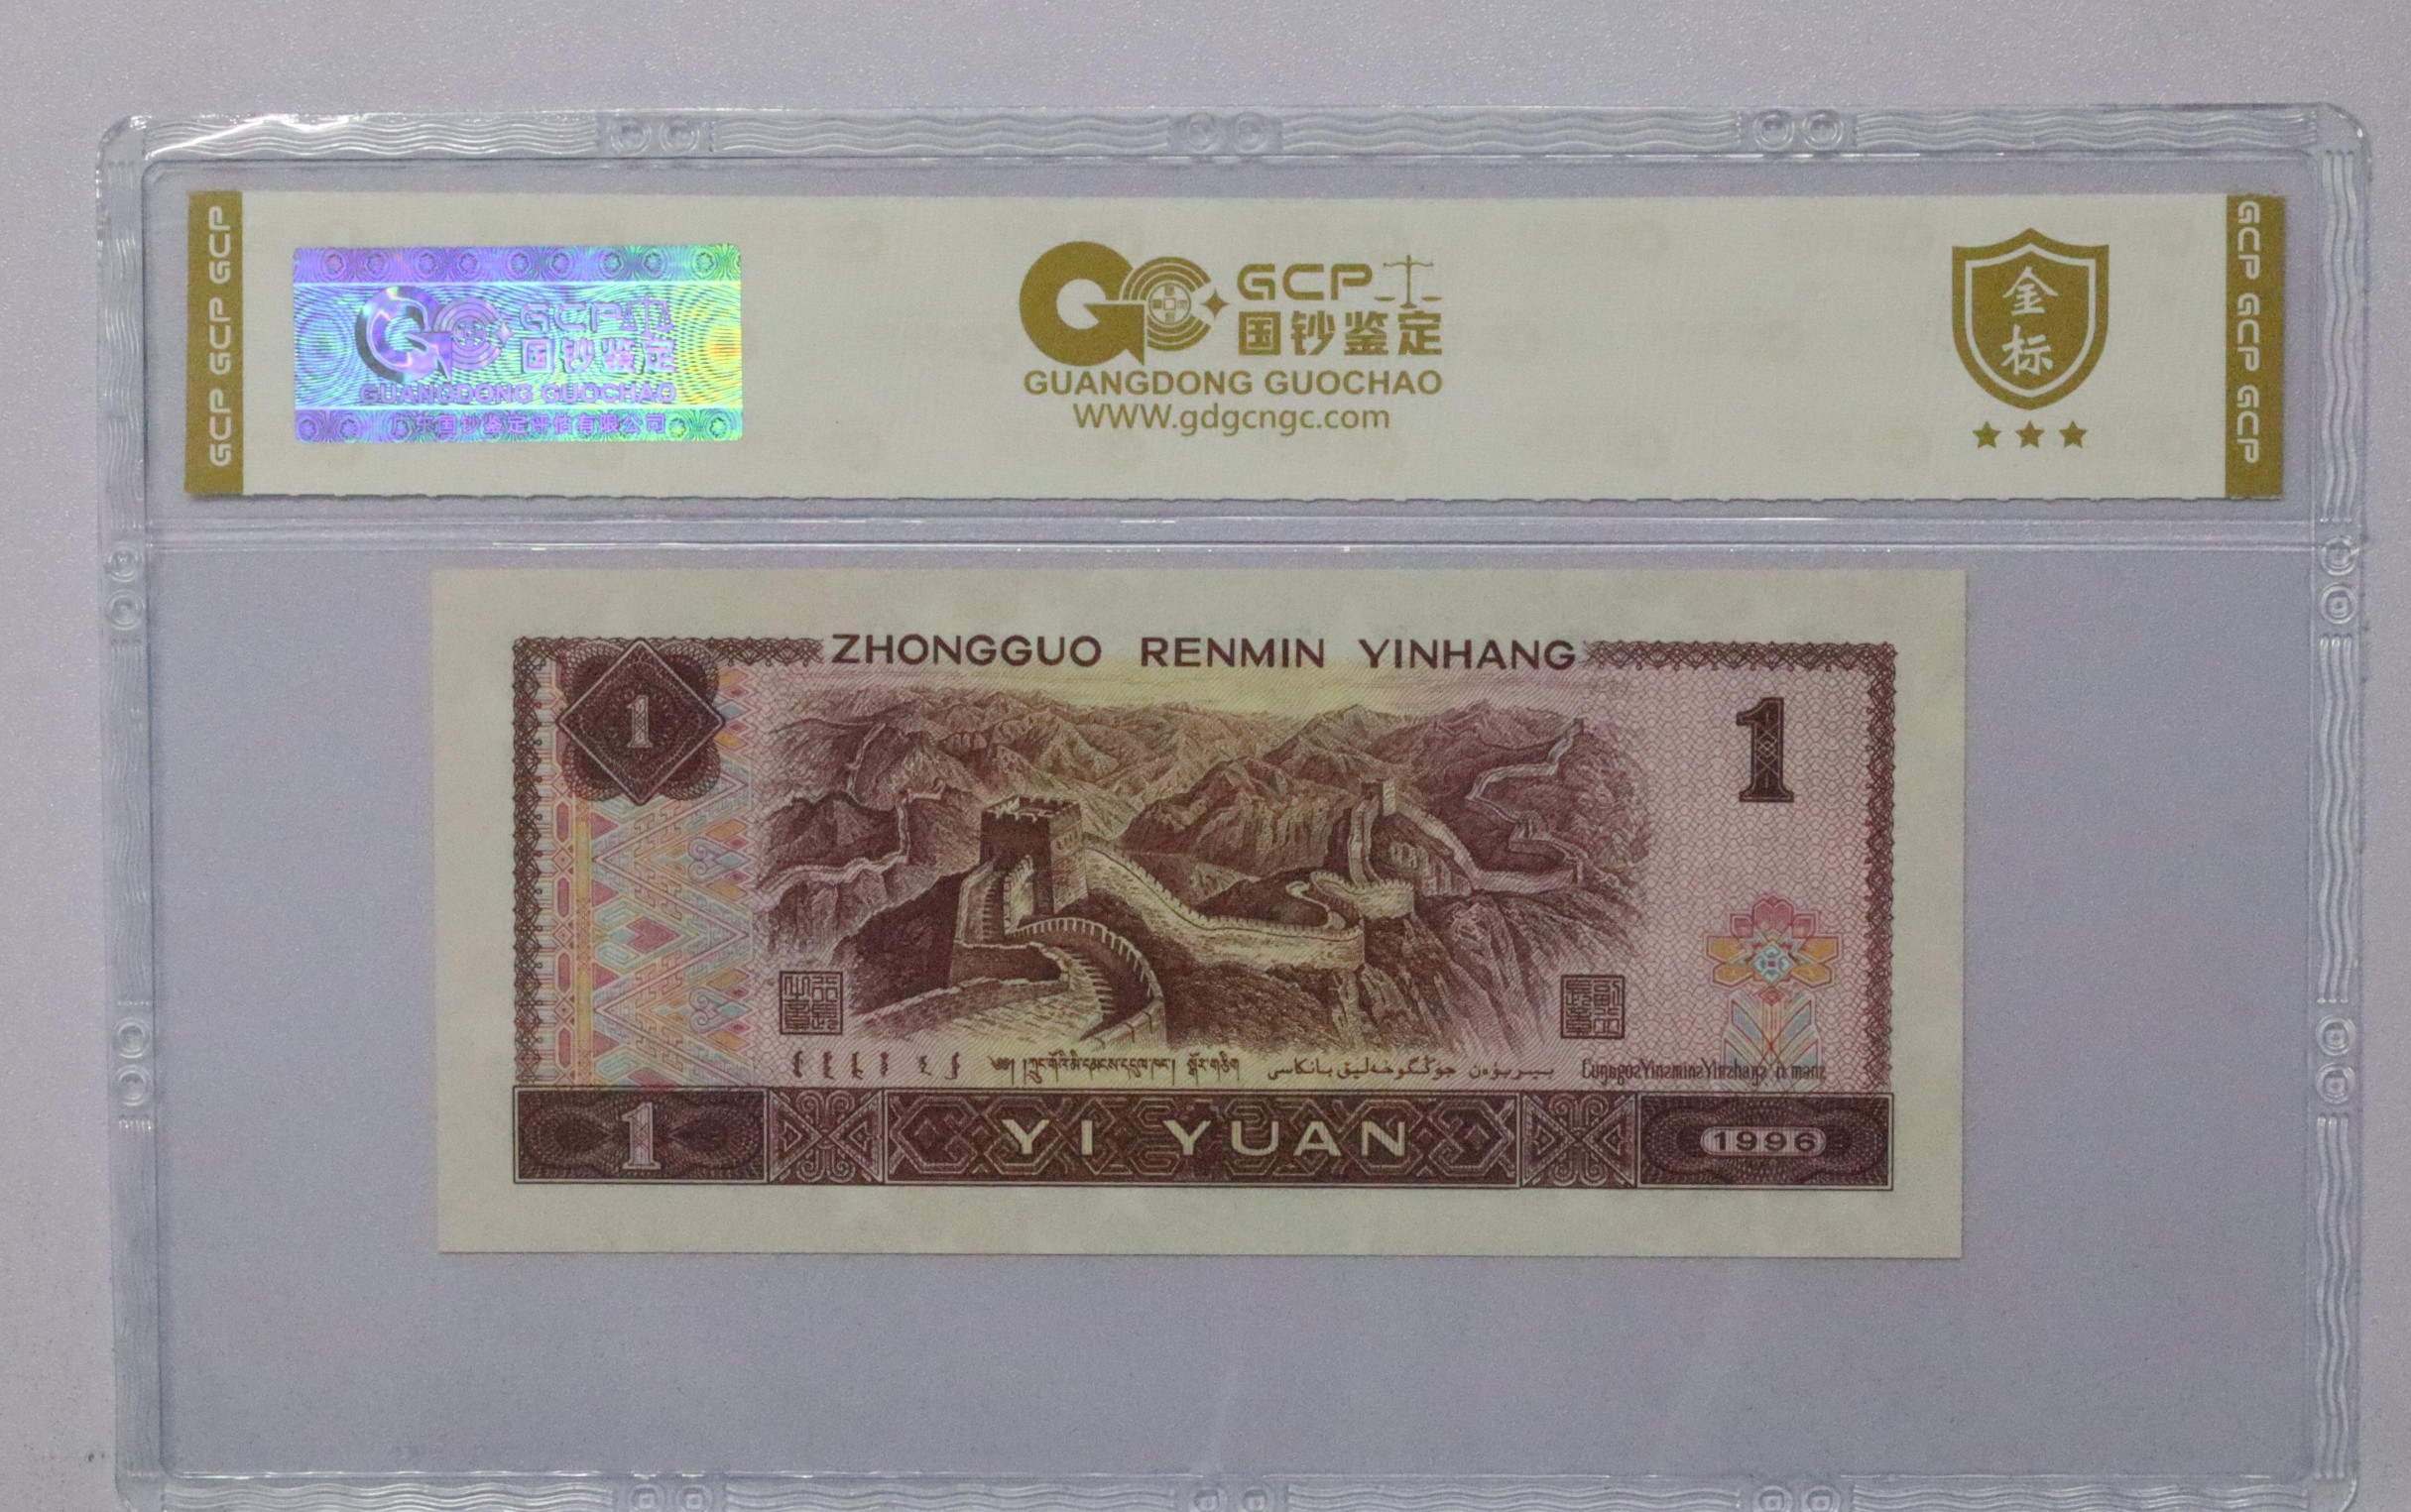 GCP GCP GCP
GCP
国钞鉴定
GUANGDONG GUOCHAO
广东国钞鉴定评估有限公司
GCP
国钞鉴定
GUANGDONG GUOCHAO
WWW.gdgcngc.com
金
标
GCP GCP GCP
ZHONGGUO RENMIN YINHANG
1
1
1
YI YUAN
1996